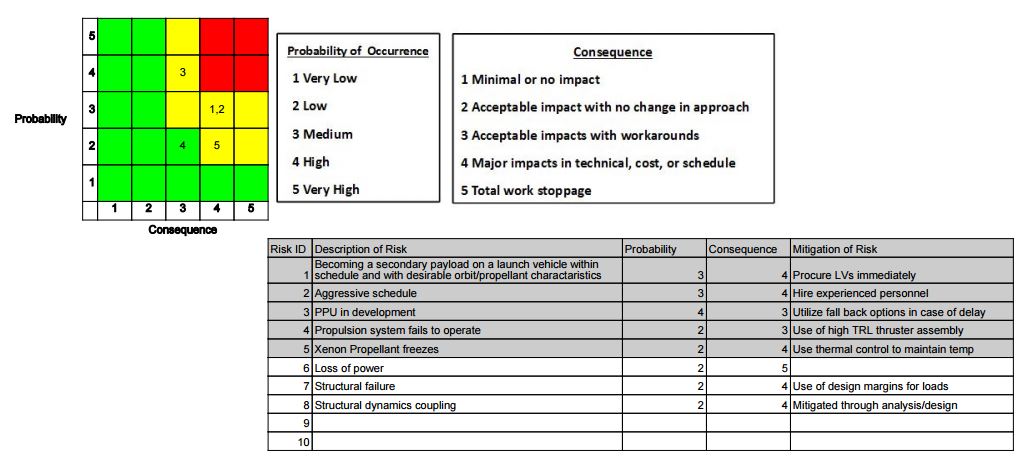 5
4 3
Probability 3 1,2
2 4 5
1
1 2 3 4 5
Consequence
Probability of Occurrence
1 Very Low
2 Low
3 Medium
4 High
5 Very High
Consequence
1 Minimal or no impact
2 Acceptable impact with no change in approach
3 Acceptable impacts with workarounds
4 Major impacts in technical, cost, or schedule
5 Total work stoppage
Risk ID Description of Risk Probability Consequence Mitigation of Risk
Becoming a secondary payload on a launch vehicle within
1 schedule and with desirable orbit/propellant charactaristics 3 4 Procure LVs immediately
2 Aggressive schedule 3 4 Hire experienced personnel
3 PPU in development 4 3 Utilize fall back options in case of delay
4 Propulsion system fails to operate 2 3 Use of high TRL thruster assembly
5 Xenon Propellant freezes 2 4 Use thermal control to maintain temp
6 Loss of power 2 5
7 Structural failure 2 4 Use of design margins for loads
8 Structural dynamics coupling 2 4 Mitigated through analysis/design
9
10